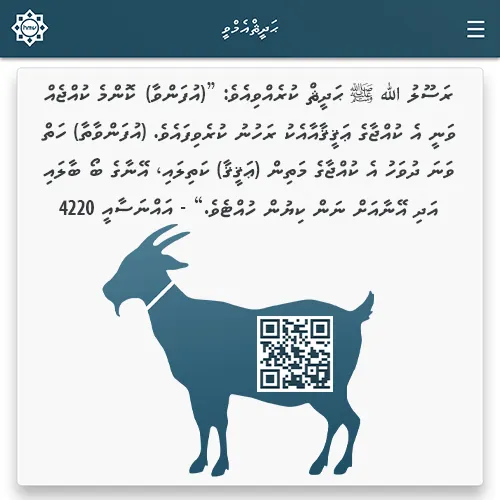 ޙަދީޘްއެމްވީ
ރަސޫލު ﷲ ﷺ ޙަދީޘް ކުރެއްވިއެވެ: ”(އުފަންވާ) ކޮންމެ ކުއްޖެއް
ވަނީ އެ ކުއްޖާގެ ޢަޤީޤާއާއެކު ރަހުނު ކުރެވިފައެވެ. (އުފަންވާތާ) ހަތް
ވަނަ ދުވަހު އެ ކުއްޖާގެ މަތިން (ޢަޤީޤާ) ކަތިލައި، އޭނާގެ ބޯ ބާލައި
އަދި އޭނާއަށް ނަން ކިޔުން ހުއްޓެވެ.“ - އައްނަސާއީ 4220